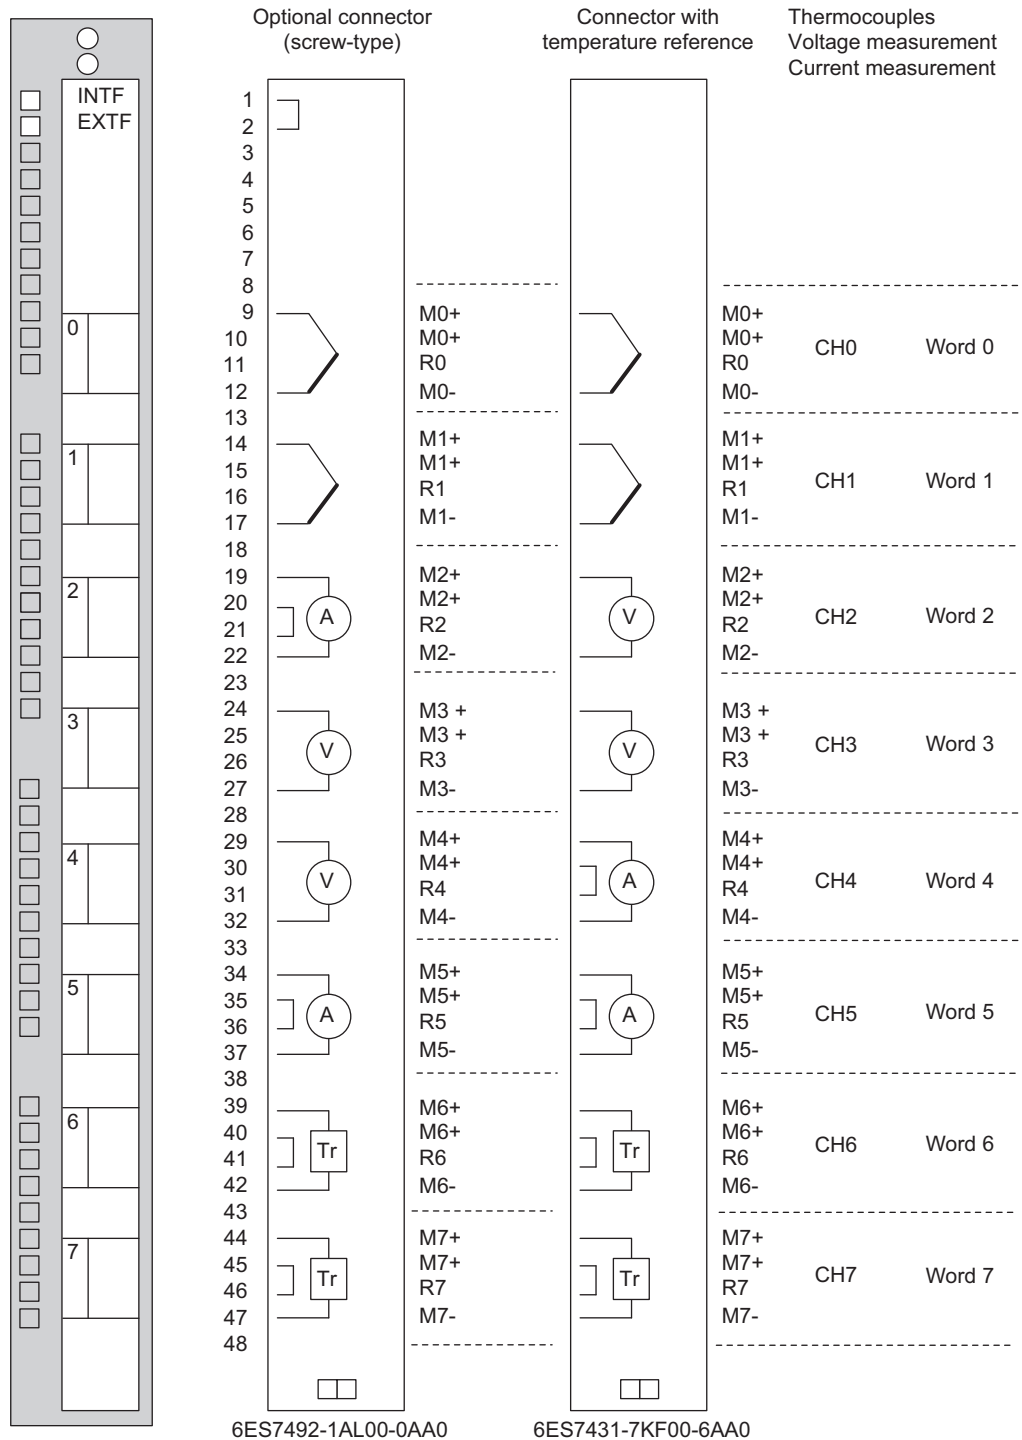 Optional connector
(screw-type)
Connector with
temperature reference
Thermocouples
Voltage measurement
Current measurement
INTF
EXTF
1
2
3
4
5
6
7
8
9 M0+ M0+
0 10 M0+ M0+ CH0 Word 0
11 R0 R0
12 M0- M0-
13
14 M1+ M1+
1 15 M1+ M1+ CH1 Word 1
16 R1 R1
17 M1- M1-
18
19 M2+ M2+
2 20 M2+ M2+
21 A R2 V R2 CH2 Word 2
22 M2- M2-
23
24 M3 + M3 +
3 25 M3 + M3 +
26 V R3 V R3 CH3 Word 3
27 M3- M3-
28
29 M4+ M4+
4 30 M4+ M4+
31 V R4 A R4 CH4 Word 4
32 M4- M4-
33
34 M5+ M5+
5 35 M5+ M5+
36 A R5 A R5 CH5 Word 5
37 M5- M5-
38
39 M6+ M6+
6 40 M6+ M6+
41 Tr R6 Tr R6 CH6 Word 6
42 M6- M6-
43
44 M7+ M7+
7 45 M7+ M7+
46 Tr R7 Tr R7 CH7 Word 7
47 M7- M7-
48
6ES7492-1AL00-0AA0
6ES7431-7KF00-6AA0